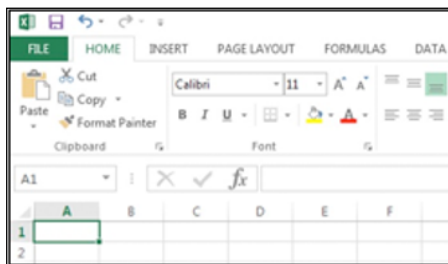 FILE HOME INSERT PAGE LAYOUT FORMULAS DATA
Cut
Calibri 11 A A
Copy
Paste
B I U A
Format Painter
Clipboard Font
A1 fx
A B C D E F
1
2